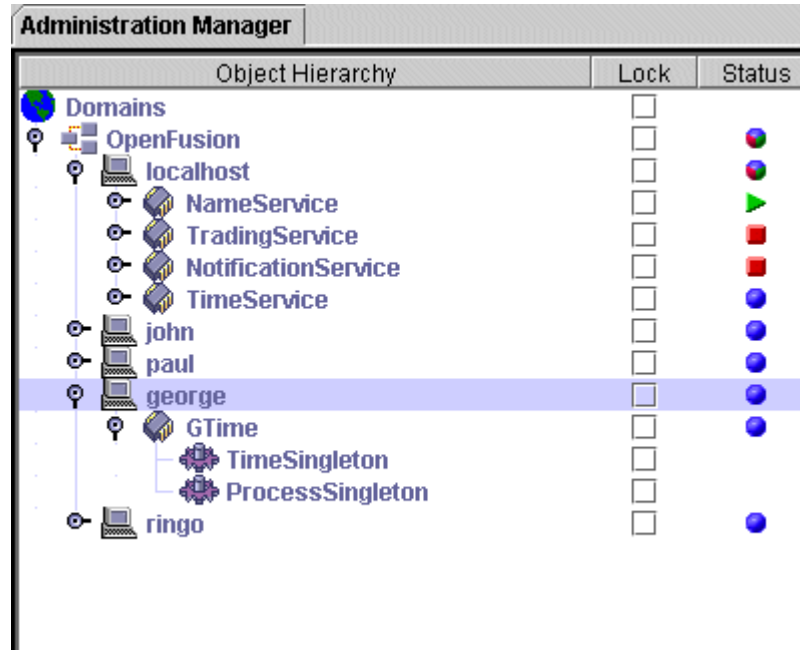 Administration Manager
Object Hierarchy Lock Status
Domains
OpenFusion
localhost
NameService
TradingService
NotificationService
TimeService
john
paul
george
GTime
TimeSingleton
ProcessSingleton
ringo